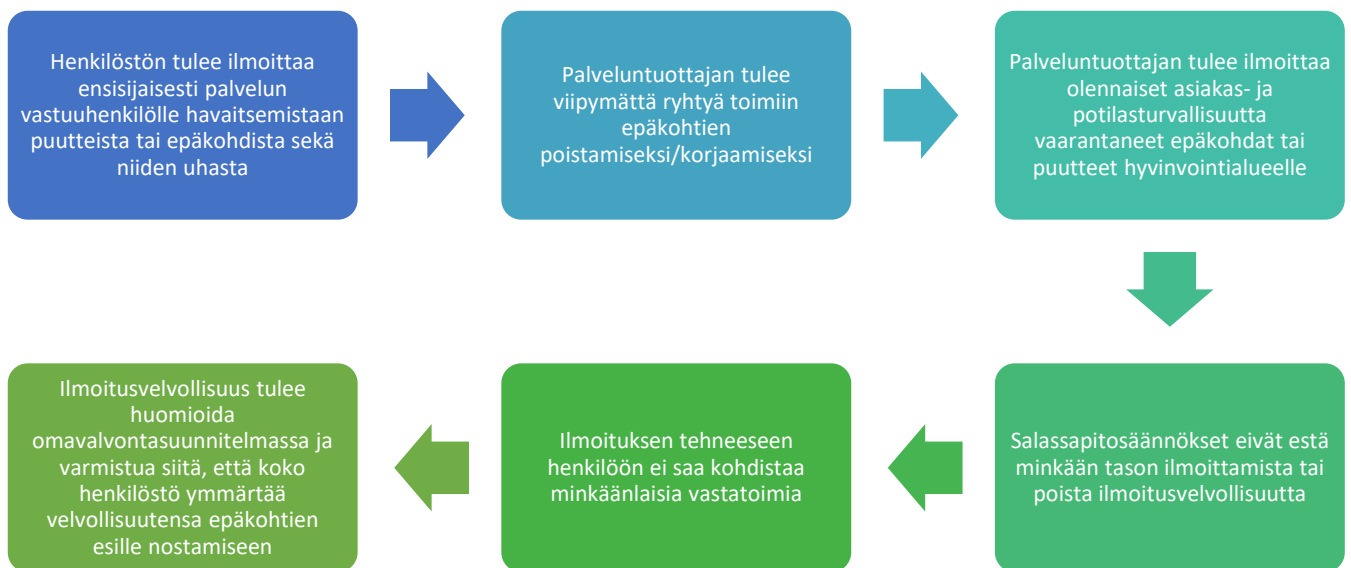 Henkilöstön tulee ilmoittaa
ensisijaisesti palvelun
vastuuhenkilölle havaitsemistaan
puutteista tai epäkohdista sekä
niiden uhasta
Palveluntuottajan tulee
viipymättä ryhtyä toimiin
epäkohtien
poistamiseksi/korjaamiseksi
Palveluntuottajan tulee ilmoittaa
olennaiset asiakas- ja
potilasturvallisuutta
vaarantaneet epäkohdat tai
puutteet hyvinvointialueelle
Salassapitosäännökset eivät estä
minkään tason ilmoittamista tai
poista ilmoitusvelvollisuutta
Ilmoituksen tehneeseen
henkilöön ei saa kohdistaa
minkäänlaisia vastatoimia
Ilmoitusvelvollisuus tulee
huomioida
omavalvontasuunnitelmassa ja
varmistua siitä, että koko
henkilöstö ymmärtää
velvollisuutensa epäkohtien
esille nostamiseen